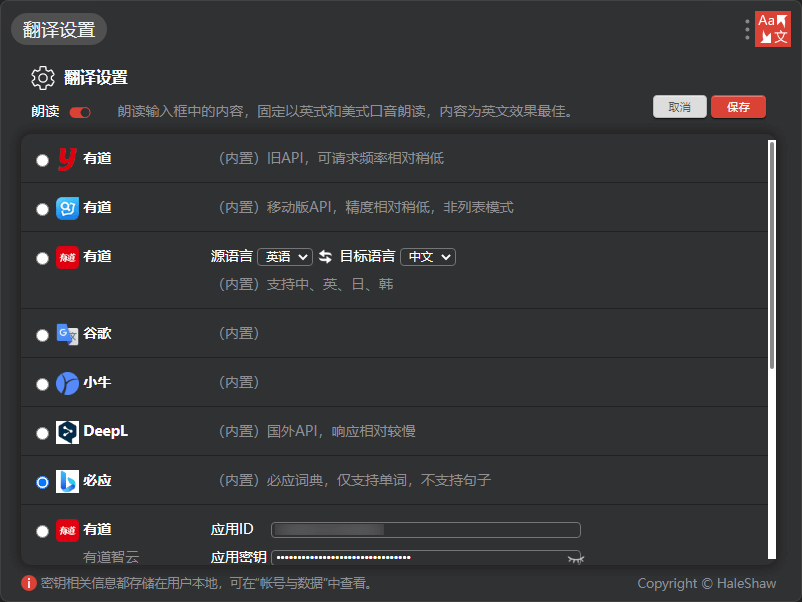 翻译设置
Aa
文
翻译设置
朗读 朗读输入框中的内容，固定以英式和美式口音朗读，内容为英文效果最佳。 取消 保存
y 有道 （内置）旧API，可请求频率相对稍低
有道 （内置）移动版API，精度相对稍低，非列表模式
有道 有道 源语言 英语 目标语言 中文
（内置）支持中、英、日、韩
G 文 谷歌 （内置）
小牛 （内置）
DeepL （内置）国外API，响应相对较慢
必应 （内置）必应词典，仅支持单词，不支持句子
有道 有道 应用ID
有道智云 应用密钥 ••••••••••••••••••••••••••••••••
密钥相关信息都存储在用户本地，可在“帐号与数据”中查看。 Copyright © HaleShaw